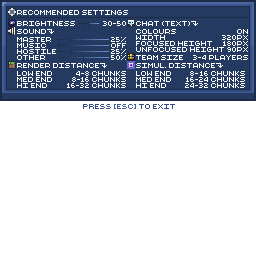 RECOMMENDED SETTINGS
BRIGHTNESS 30-50
SOUND
MASTER 25%
MUSIC OFF
HOSTILE 25%
OTHER 50%
RENDER DISTANCE
LOW END 4-8 CHUNKS
MED END 8-16 CHUNKS
HI END 16-32 CHUNKS
CHAT (TEXT)
COLOURS ON
WIDTH 320PX
FOCUSED HEIGHT 180PX
UNFOCUSED HEIGHT 90PX
TEAM SIZE 3-4 PLAYERS
SIMUL. DISTANCE
LOW END 8-16 CHUNKS
MED END 16-24 CHUNKS
HI END 24-32 CHUNKS
PRESS [ESC] TO EXIT